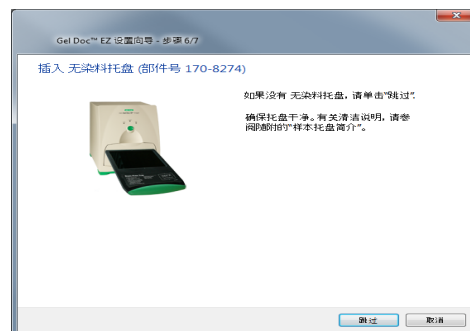 Gel Doc™ EZ 设置向导 - 步骤 6/7
插入 无染料托盘 (部件号 170-8274)
如果没有 无染料托盘, 请单击"跳过".
确保托盘干净。有关清洁说明, 请参
阅随附的"样本托盘简介"。
跳过 取消